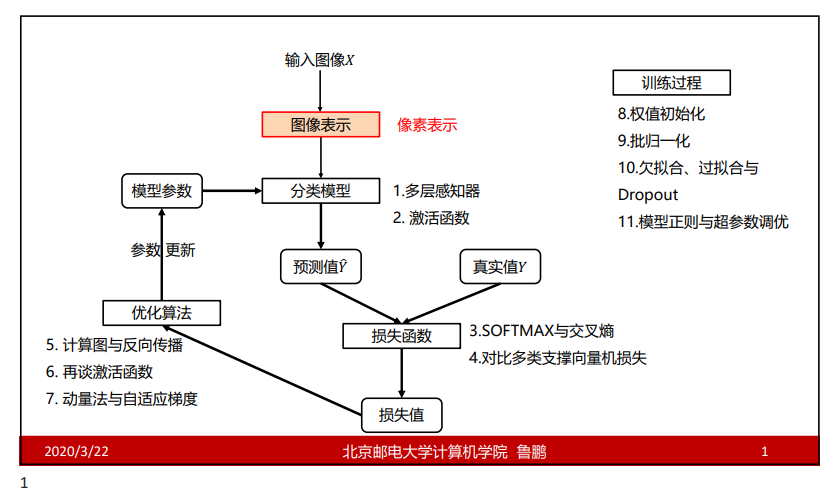 输入图像X
图像表示
像素表示
训练过程
8.权值初始化
9.批归一化
10.欠拟合、过拟合与
Dropout
11.模型正则与超参数调优
模型参数
分类模型
1.多层感知器
2. 激活函数
参数 更新
预测值Ŷ
真实值Y
优化算法
损失函数
3.SOFTMAX与交叉熵
4.对比多类支撑向量机损失
5. 计算图与反向传播
6. 再谈激活函数
7. 动量法与自适应梯度
损失值
2020/3/22
北京邮电大学计算机学院 鲁鹏
1
1